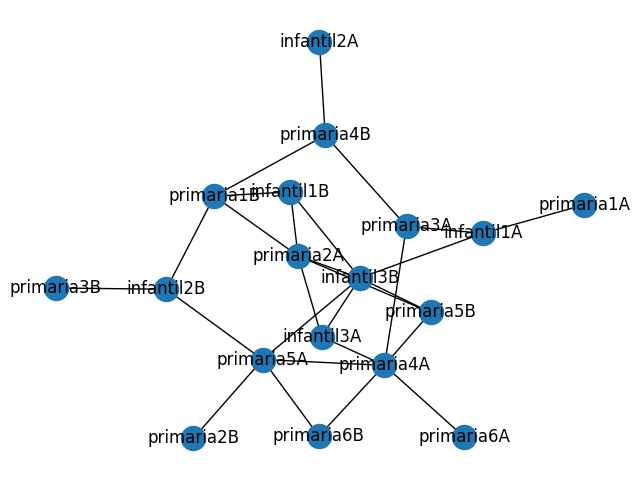 infantil2A
primaria4B
primaria1B
infantil1B
primaria1A
primaria3A
infantil1A
primaria2A
infantil3B
primaria3B
infantil2B
primaria5B
infantil3A
primaria5A
primaria4A
primaria2B
primaria6B
primaria6A